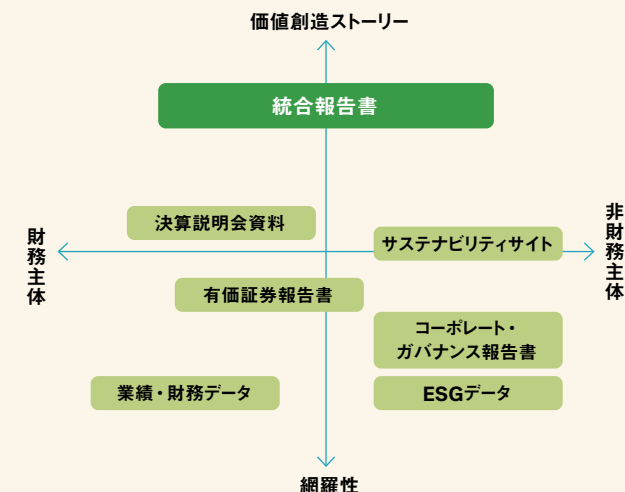 価値創造ストーリー
統合報告書
決算説明会資料
財務主体
サステナビリティサイト
非財務主体
有価証券報告書
コーポレート・
ガバナンス報告書
業績・財務データ
ESGデータ
網羅性